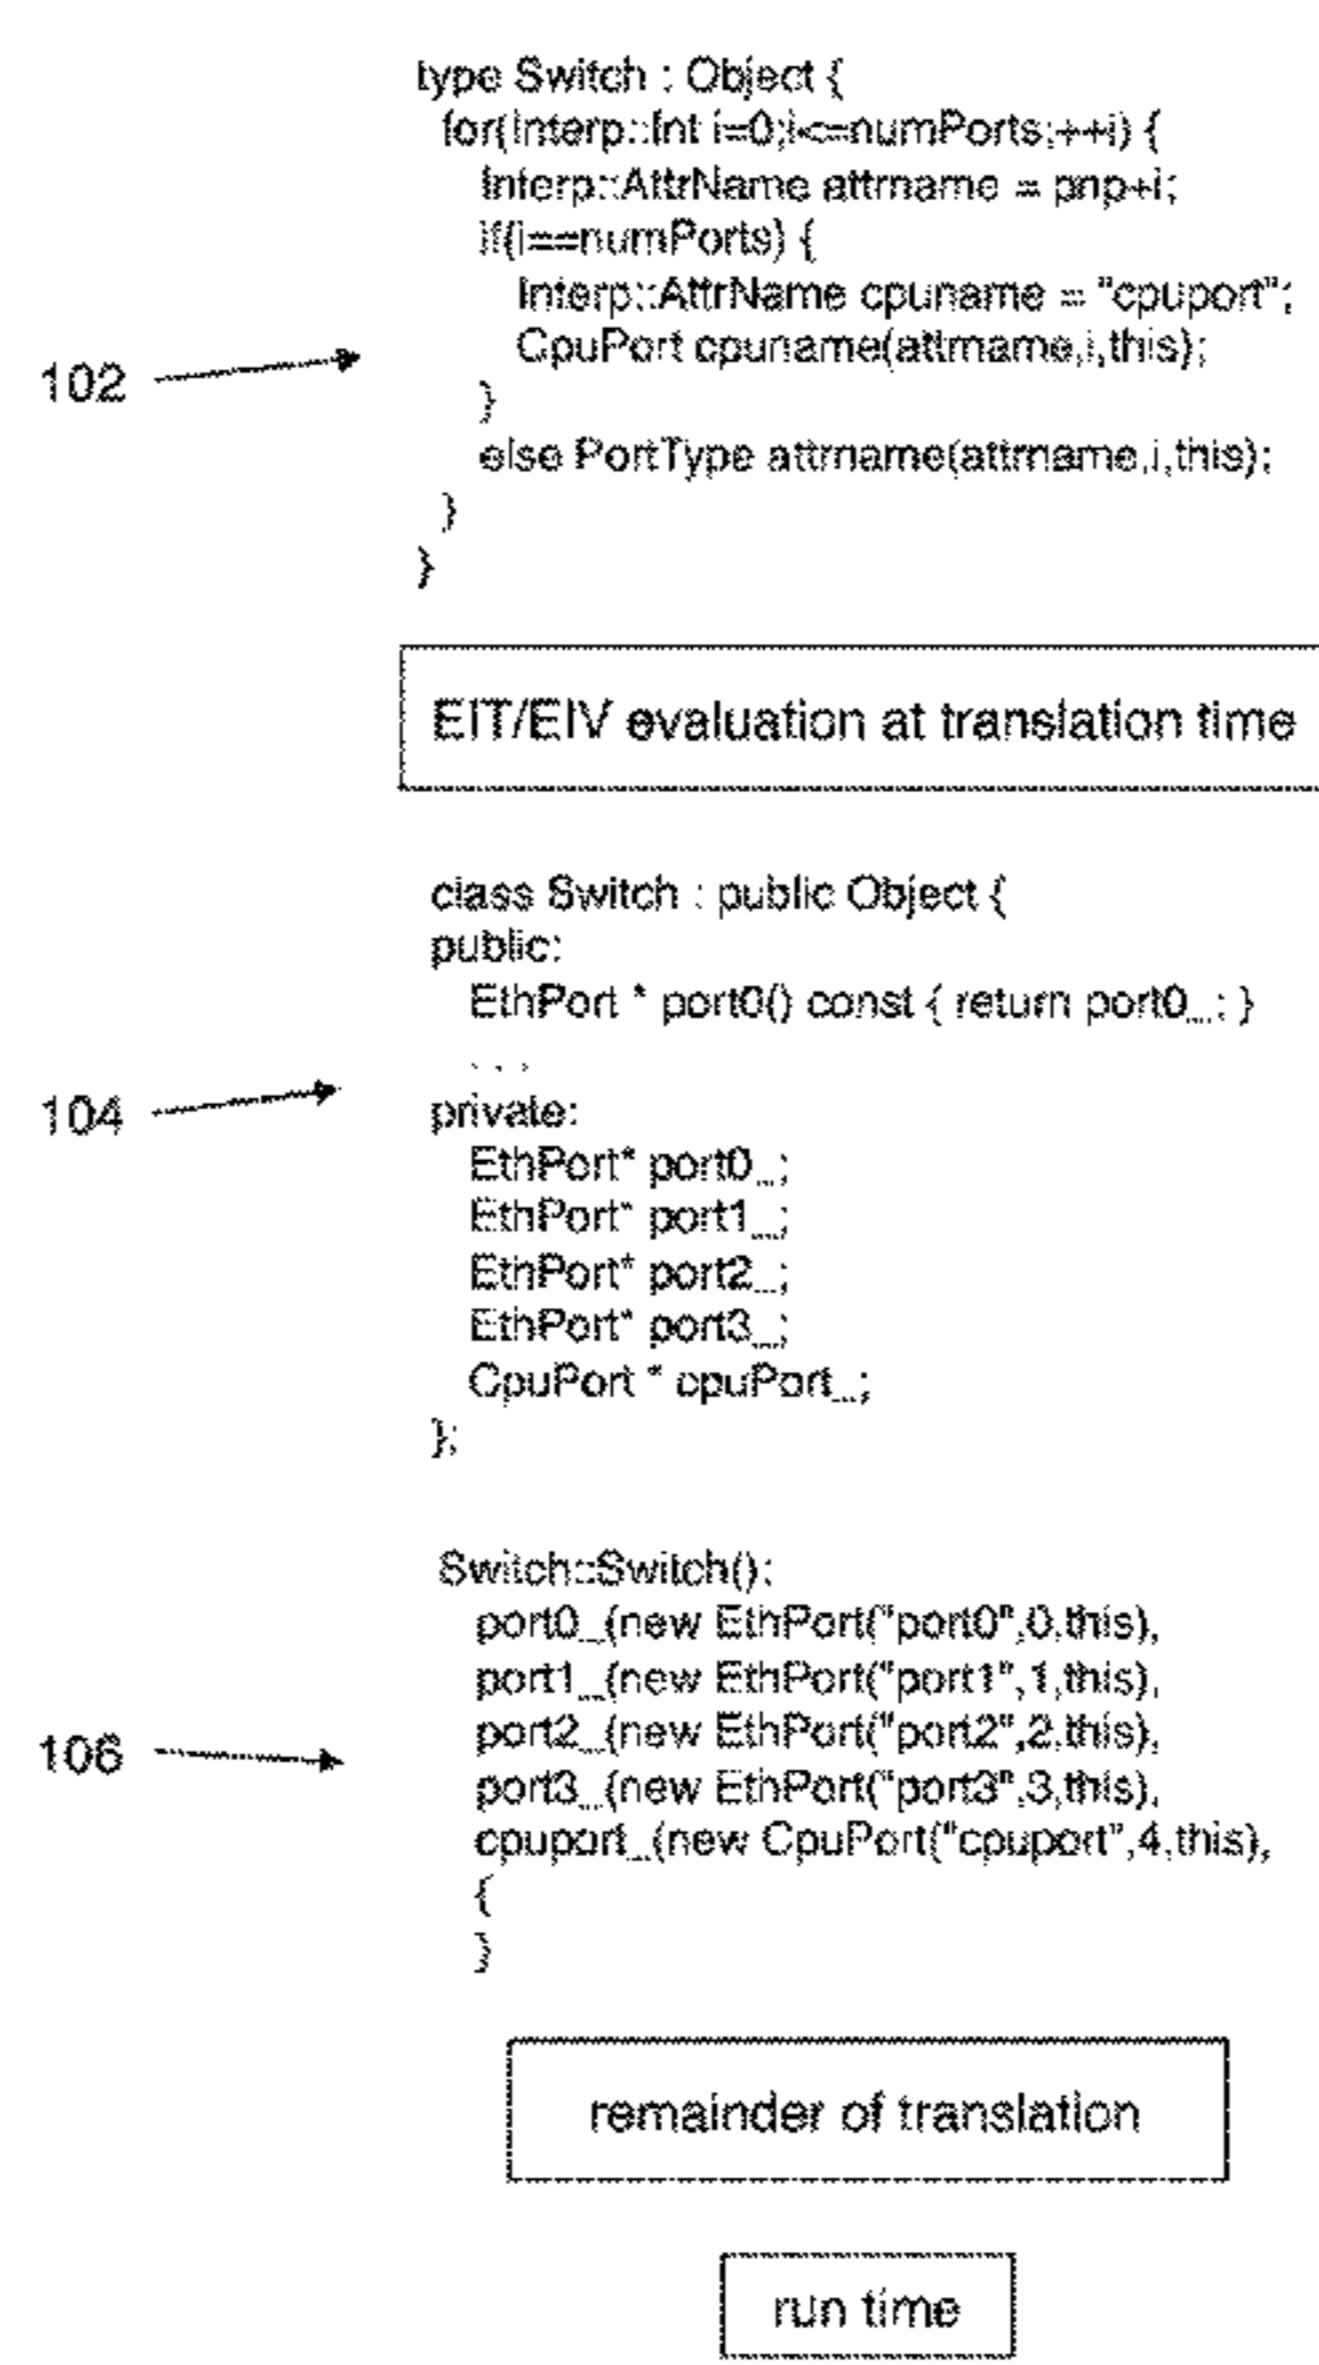 type Switch : Object {
for(Interp::Int i=0;i<=numPorts;++i) {
Interp::AttrName attrname = pnp+i;
if(i==numPorts) {
Interp::AttrName cpuname = "cpuport";
CpuPort cpuname(attrname,i,this);
102
}
else PortType attrname(attrname,i,this);
}
}
EIT/EIV evaluation at translation time
class Switch : public Object {
public:
EthPort * port0() const { return port0_; }
. . .
104
private:
EthPort* port0_;
EthPort* port1_;
EthPort* port2_;
EthPort* port3_;
CpuPort * cpuPort_;
};
Switch::Switch():
port0_(new EthPort("port0",0,this),
port1_(new EthPort("port1",1,this),
port2_(new EthPort("port2",2,this),
106
port3_(new EthPort("port3",3,this),
cpuport_(new CpuPort("cpuport",4,this),
{
}
remainder of translation
run time